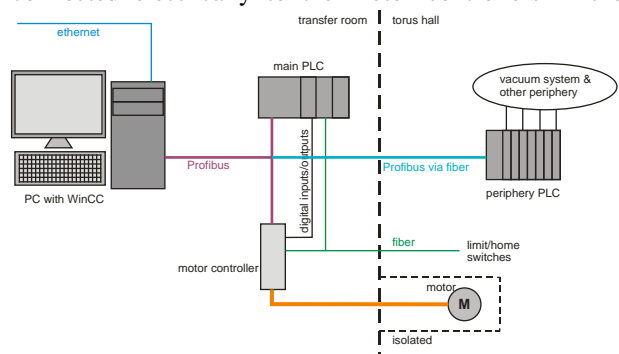 transfer room
torus hall
ethernet
main PLC
vacuum system &
other periphery
digital inputs/outputs
Profibus
Profibus via fiber
PC with WinCC
periphery PLC
fiber
limit/home
switches
motor controller
motor
M
isolated